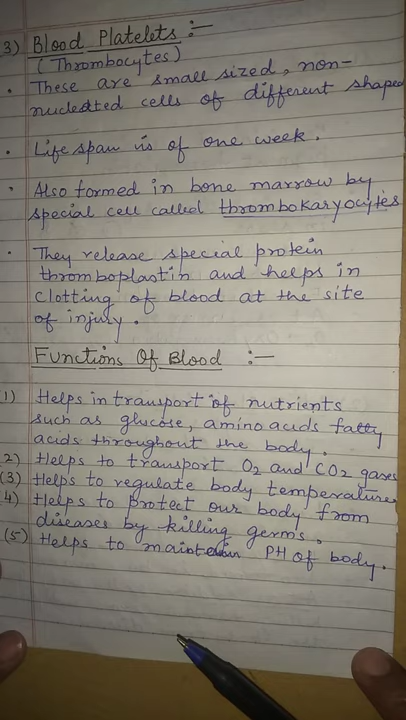 3) Blood Platelets :-
(Thrombocytes)
• These are small sized, non-
nucleated cells of different shaped
• Life span is of one week.
• Also formed in bone marrow by
special cell called thrombokaryocytes
• They release special protein
thromboplastin and helps in
clotting of blood at the site
of injury.
Functions Of Blood :-
1) Helps in transport of nutrients
such as glucose, amino acids fatty
acids throughout the body.
2) Helps to transport O2 and CO2 gases
(3) Helps to regulate body temperature
(4) Helps to protect our body from
diseases by killing germs.
(5) Helps to maintain PH of body.